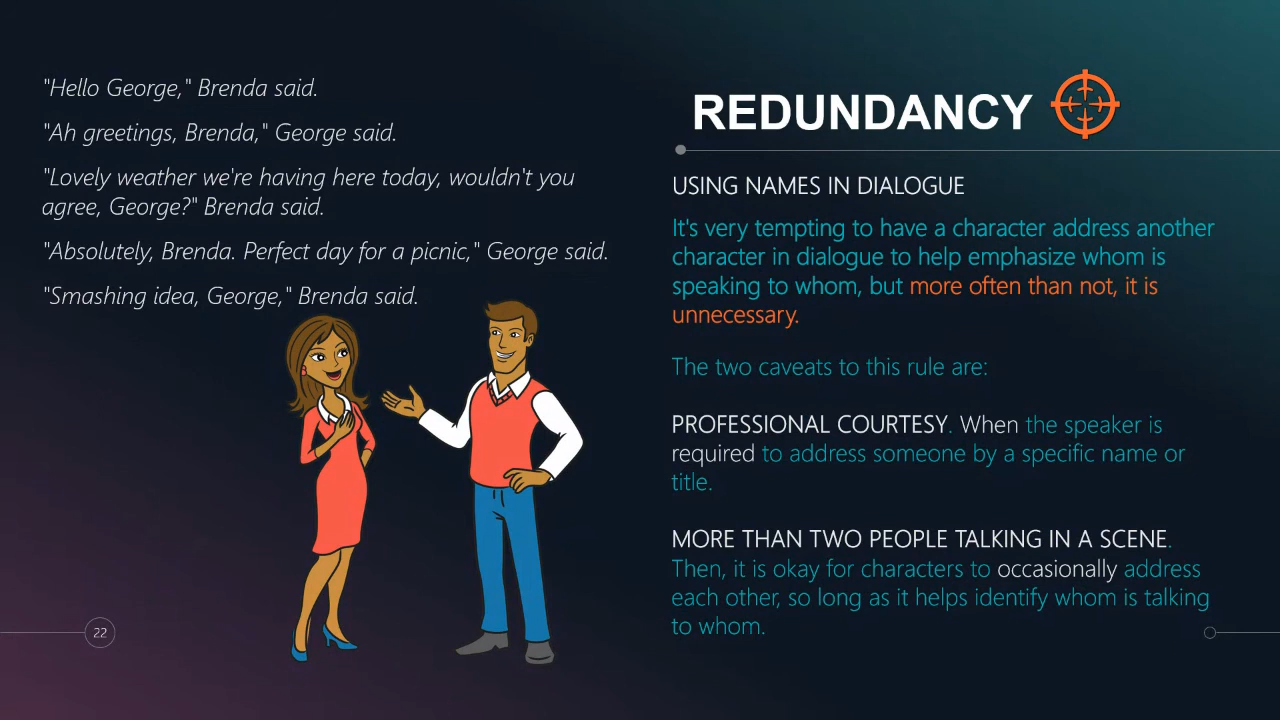 "Hello George," Brenda said.
"Ah greetings, Brenda," George said.
"Lovely weather we're having here today, wouldn't you
agree, George?" Brenda said.
"Absolutely, Brenda. Perfect day for a picnic," George said.
"Smashing idea, George," Brenda said.
22
REDUNDANCY
USING NAMES IN DIALOGUE
It's very tempting to have a character address another
character in dialogue to help emphasize whom is
speaking to whom, but more often than not, it is
unnecessary.
The two caveats to this rule are:
PROFESSIONAL COURTESY. When the speaker is
required to address someone by a specific name or
title.
MORE THAN TWO PEOPLE TALKING IN A SCENE.
Then, it is okay for characters to occasionally address
each other, so long as it helps identify whom is talking
to whom.